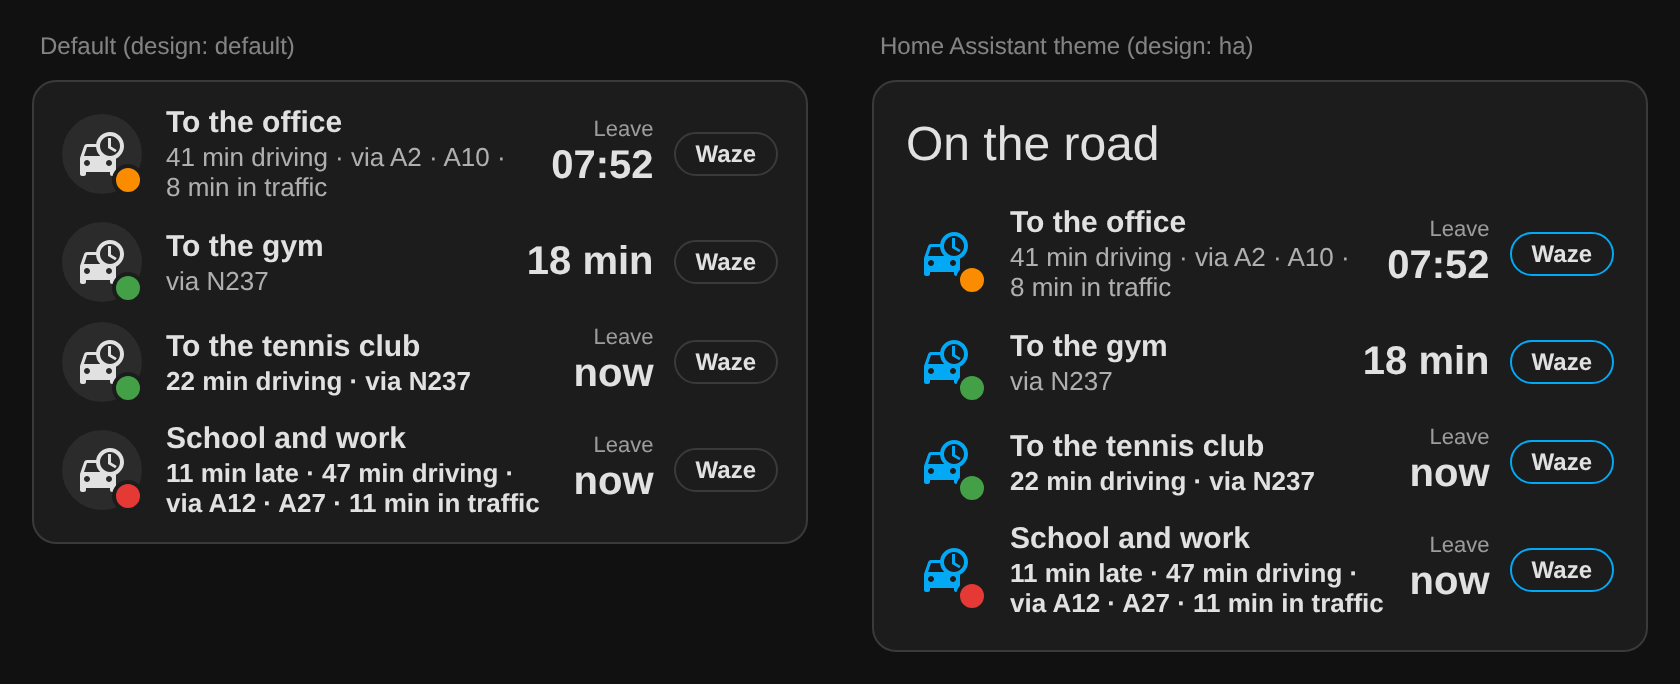 Default (design: default)
To the office
41 min driving · via A2 · A10 ·
8 min in traffic
Leave
07:52
Waze
To the gym
via N237
18 min
Waze
To the tennis club
22 min driving · via N237
Leave
now
Waze
School and work
11 min late · 47 min driving ·
via A12 · A27 · 11 min in traffic
Leave
now
Waze
Home Assistant theme (design: ha)
On the road
To the office
41 min driving · via A2 · A10 ·
8 min in traffic
Leave
07:52
Waze
To the gym
via N237
18 min
Waze
To the tennis club
22 min driving · via N237
Leave
now
Waze
School and work
11 min late · 47 min driving ·
via A12 · A27 · 11 min in traffic
Leave
now
Waze